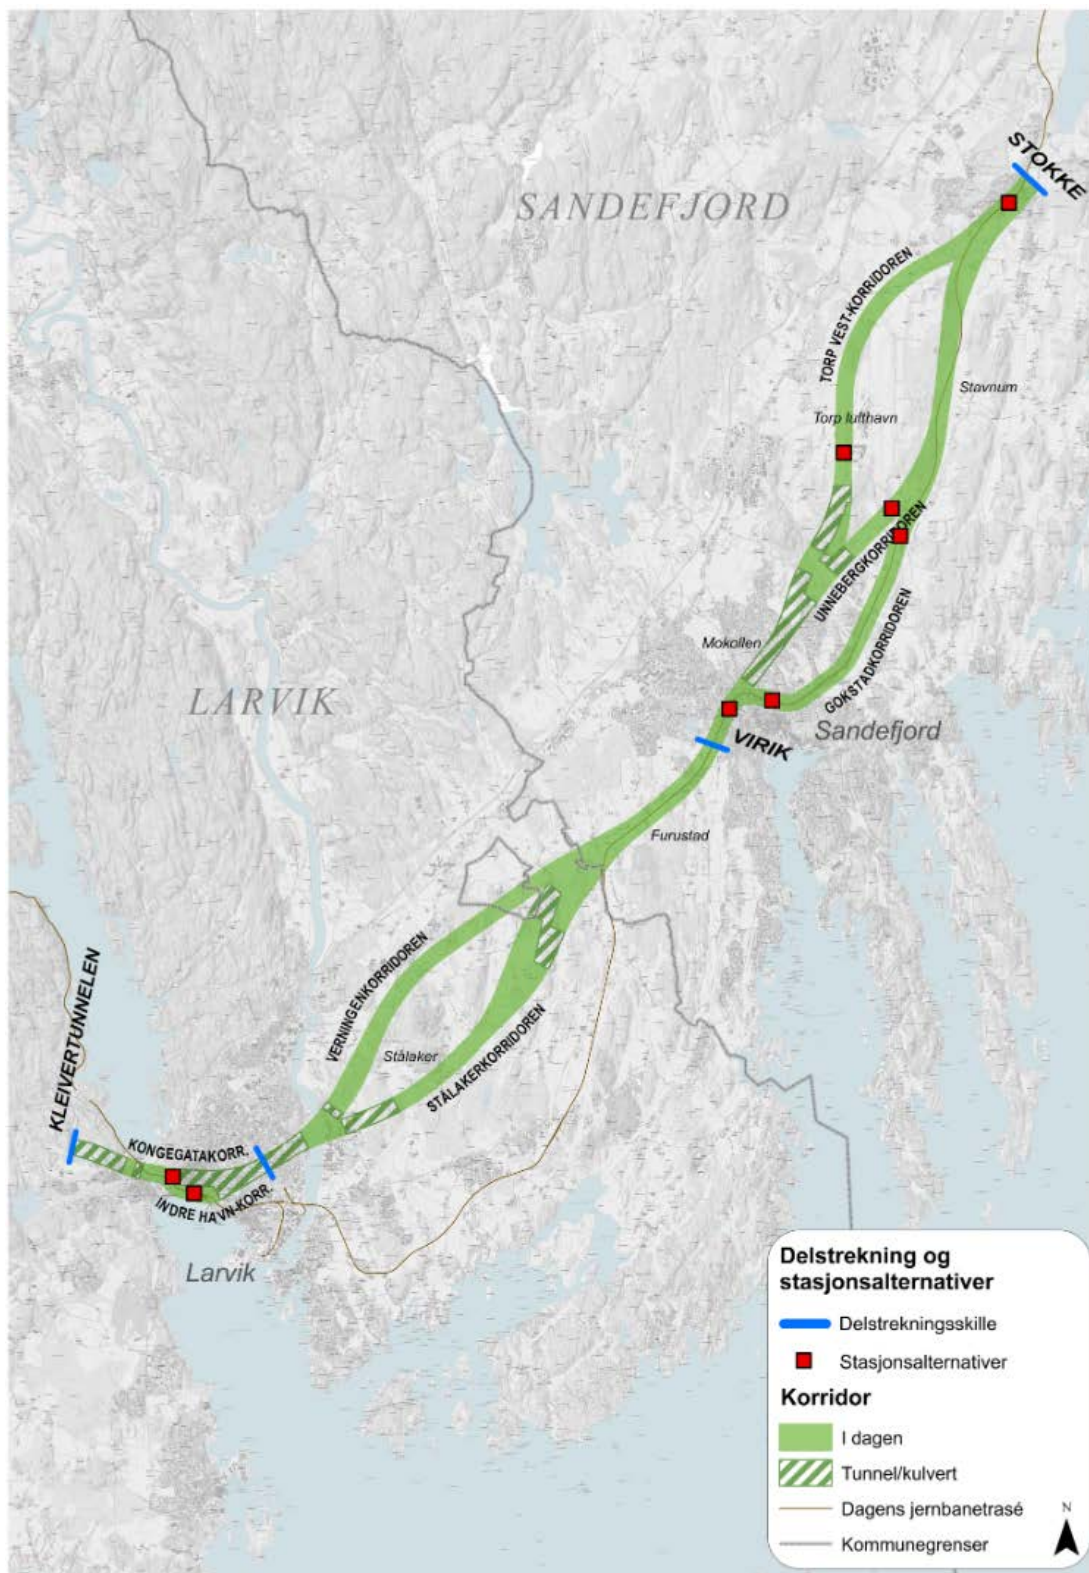 STOKKE
SANDEFJORD
TORP VEST-KORRIDOREN
Stavnum
Torp lufthavn
UNNEBERGKORRIDOREN
Mokollen
GOKSTADKORRIDOREN
LARVIK
Sandefjord
VIRIK
Furustad
VERNINGENKORRIDOREN
Stålaker
STÅLAKERKORRIDOREN
KLEIVERTUNNELEN
KONGEGATAKORR.
INDRE HAVN-KORR.
Larvik
Delstrekning og
stasjonsalternativer
Delstrekningsskille
Stasjonsalternativer
Korridor
I dagen
Tunnel/kulvert
Dagens jernbanetrasé
Kommunegrenser
N